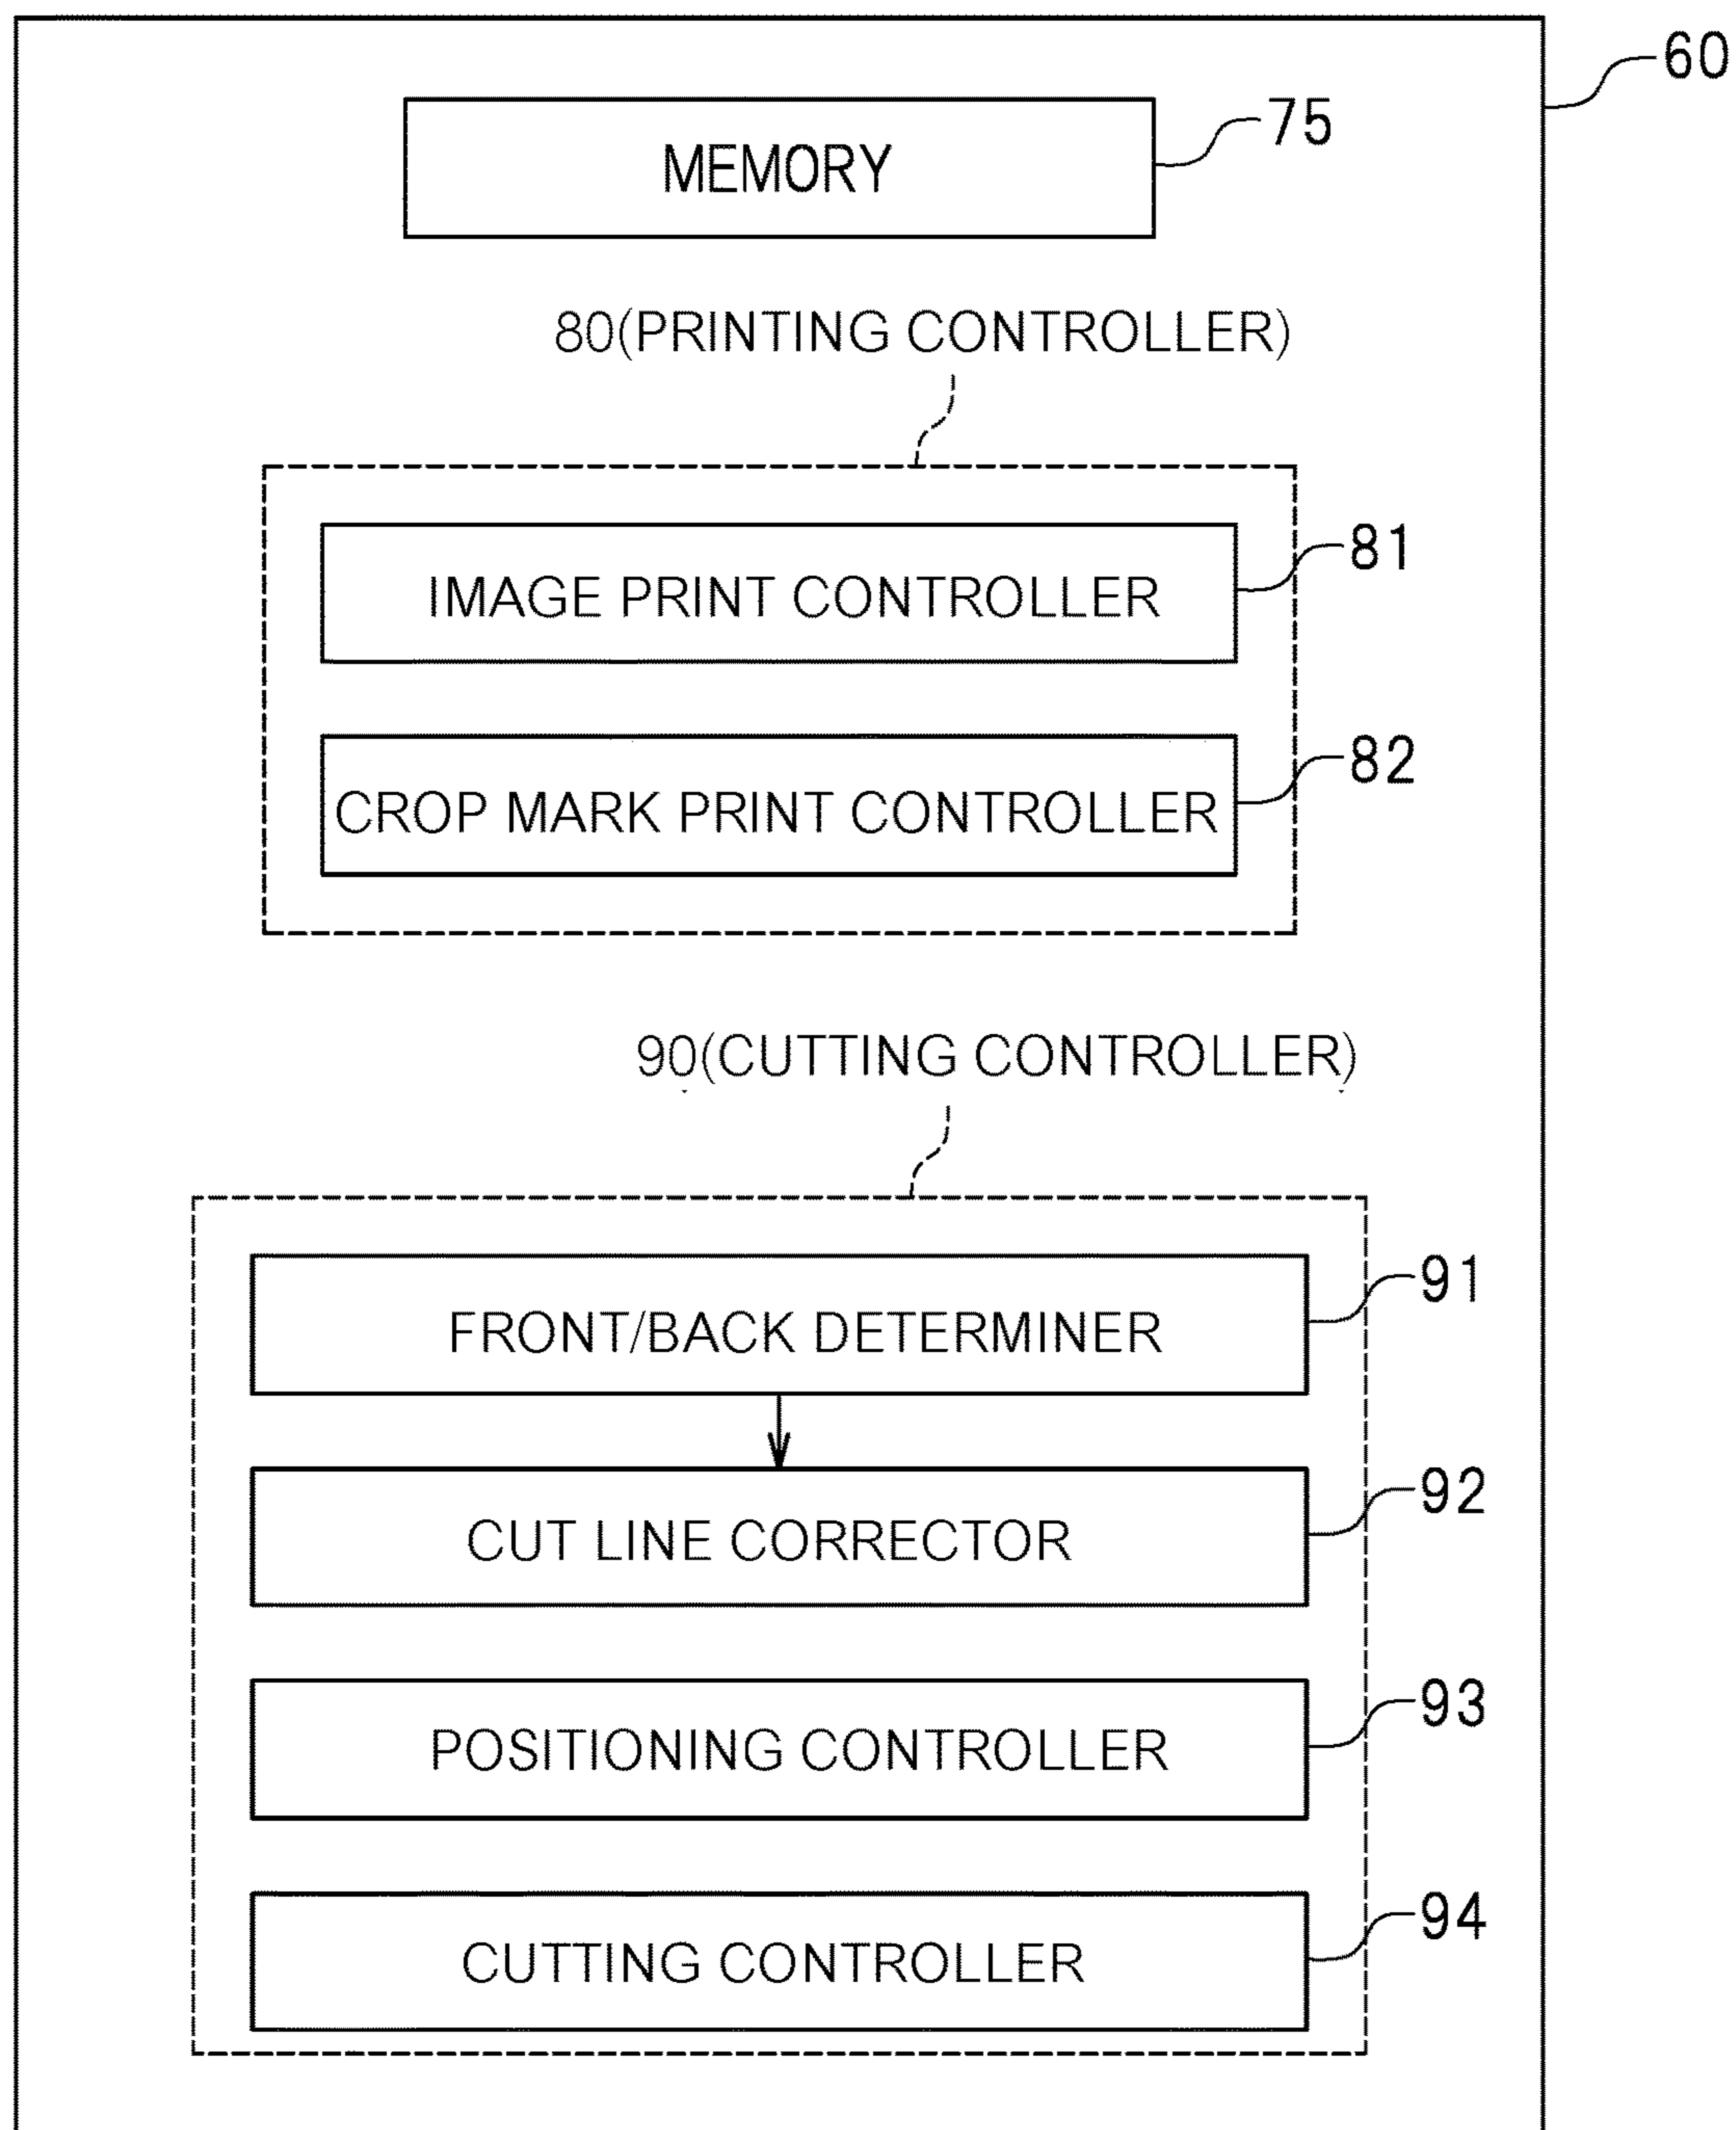 60
MEMORY
75
80(PRINTING CONTROLLER)
IMAGE PRINT CONTROLLER
81
CROP MARK PRINT CONTROLLER
82
90(CUTTING CONTROLLER)
FRONT/BACK DETERMINER
91
CUT LINE CORRECTOR
92
POSITIONING CONTROLLER
93
CUTTING CONTROLLER
94